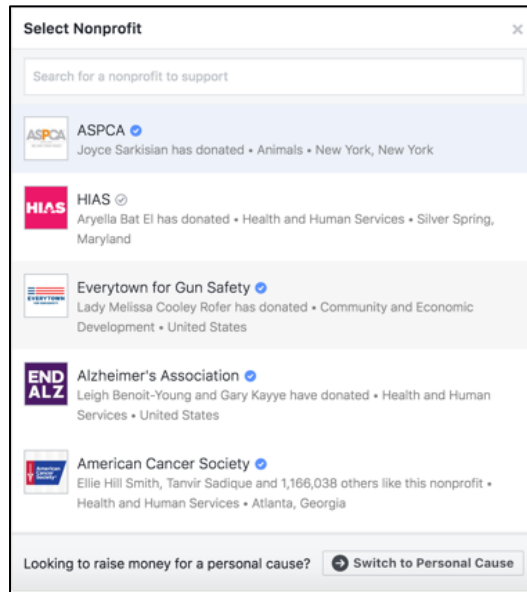 Select Nonprofit
Search for a nonprofit to support
ASPCA
ASPCA
Joyce Sarkisian has donated • Animals • New York, New York
HIAS
HIAS
Aryella Bat El has donated • Health and Human Services • Silver Spring,
Maryland
EVERYTOWN
Everytown for Gun Safety
Lady Melissa Cooley Rofer has donated • Community and Economic
Development • United States
END
ALZ
Alzheimer's Association
Leigh Benoit-Young and Gary Kayye have donated • Health and Human
Services • United States
American
Cancer
Society
American Cancer Society
Ellie Hill Smith, Tanvir Sadique and 1,166,038 others like this nonprofit •
Health and Human Services • Atlanta, Georgia
Looking to raise money for a personal cause? Switch to Personal Cause